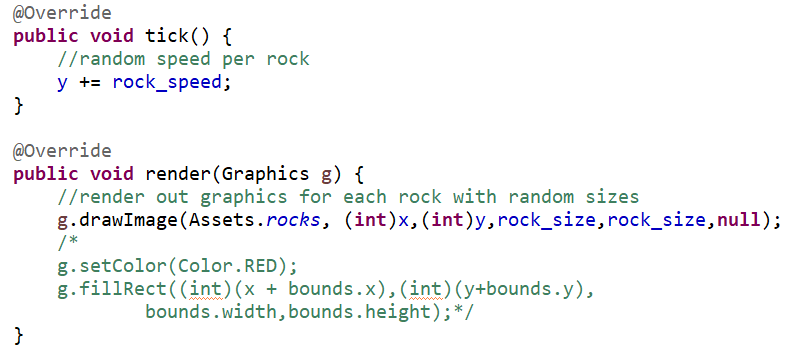 @Override
public void tick() {
    //random speed per rock
    y += rock_speed;
}
@Override
public void render(Graphics g) {
    //render out graphics for each rock with random sizes
    g.drawImage(Assets.rocks, (int)x,(int)y,rock_size,rock_size,null);
    /*
    g.setColor(Color.RED);
    g.fillRect((int)(x + bounds.x),(int)(y+bounds.y),
            bounds.width,bounds.height);*/
}